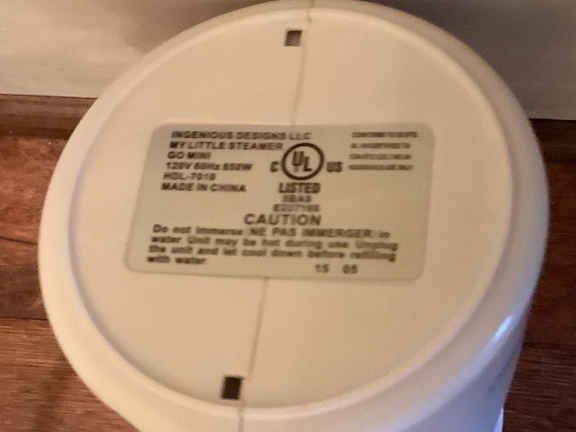 INGENIOUS DESIGNS LLC
MY LITTLE STEAMER
GO MINI
120V 60Hz 850W
HDL-7018
MADE IN CHINA
C UL US
LISTED
CAUTION
Do not immerse (NE PAS IMMERGER) in
water. Unit may be hot during use. Unplug
the unit and let cool down before refilling
with water.
15 05